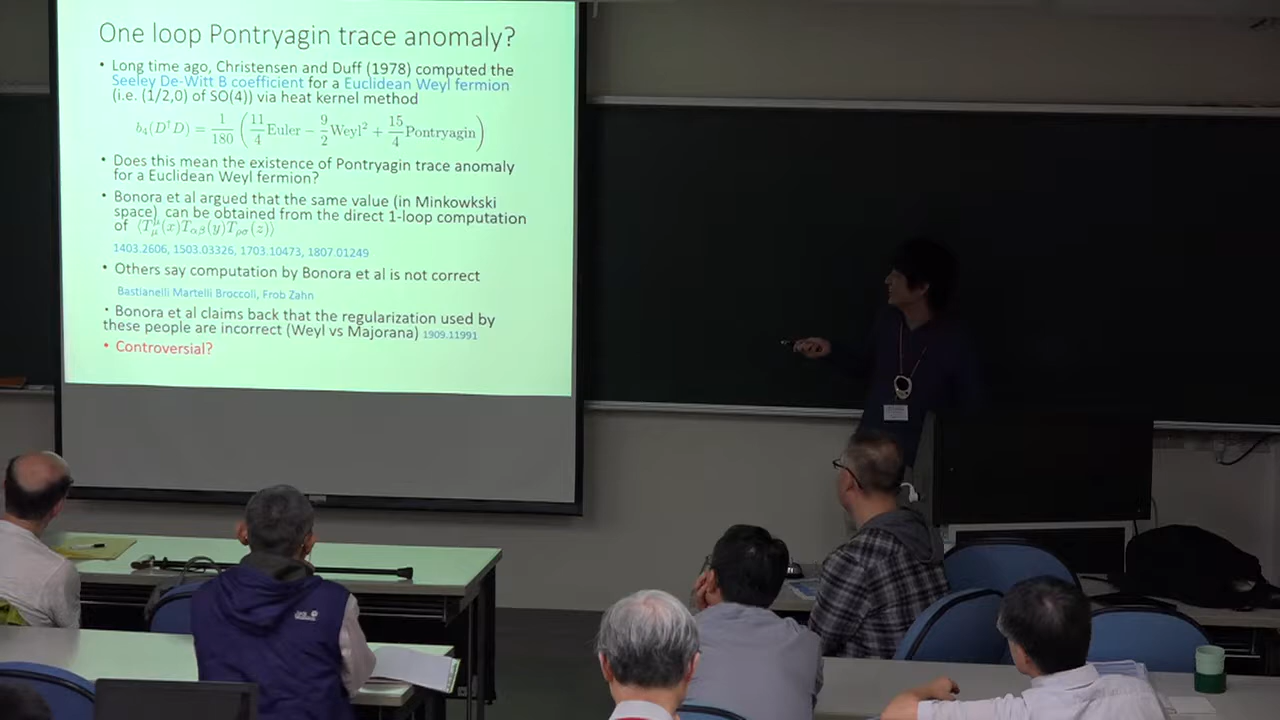 One loop Pontryagin trace anomaly?
• Long time ago, Christensen and Duff (1978) computed the
Seeley De-Witt B coefficient for a Euclidean Weyl fermion
(i.e. (1/2,0) of SO(4)) via heat kernel method
b₄(D†D) = 1/180 (11/4 Euler − 9/2 Weyl² + 15/4 Pontryagin)
• Does this mean the existence of Pontryagin trace anomaly
for a Euclidean Weyl fermion?
• Bonora et al argued that the same value (in Minkowkski
space) can be obtained from the direct 1-loop computation
of ⟨T^μ_μ(x)T_αβ(y)T_ρσ(z)⟩
1403.2606, 1503.03326, 1703.10473, 1807.01249
• Others say computation by Bonora et al is not correct
Bastianelli Martelli Broccoli, Frob Zahn
• Bonora et al claims back that the regularization used by
these people are incorrect (Weyl vs Majorana) 1909.11991
• Controversial?